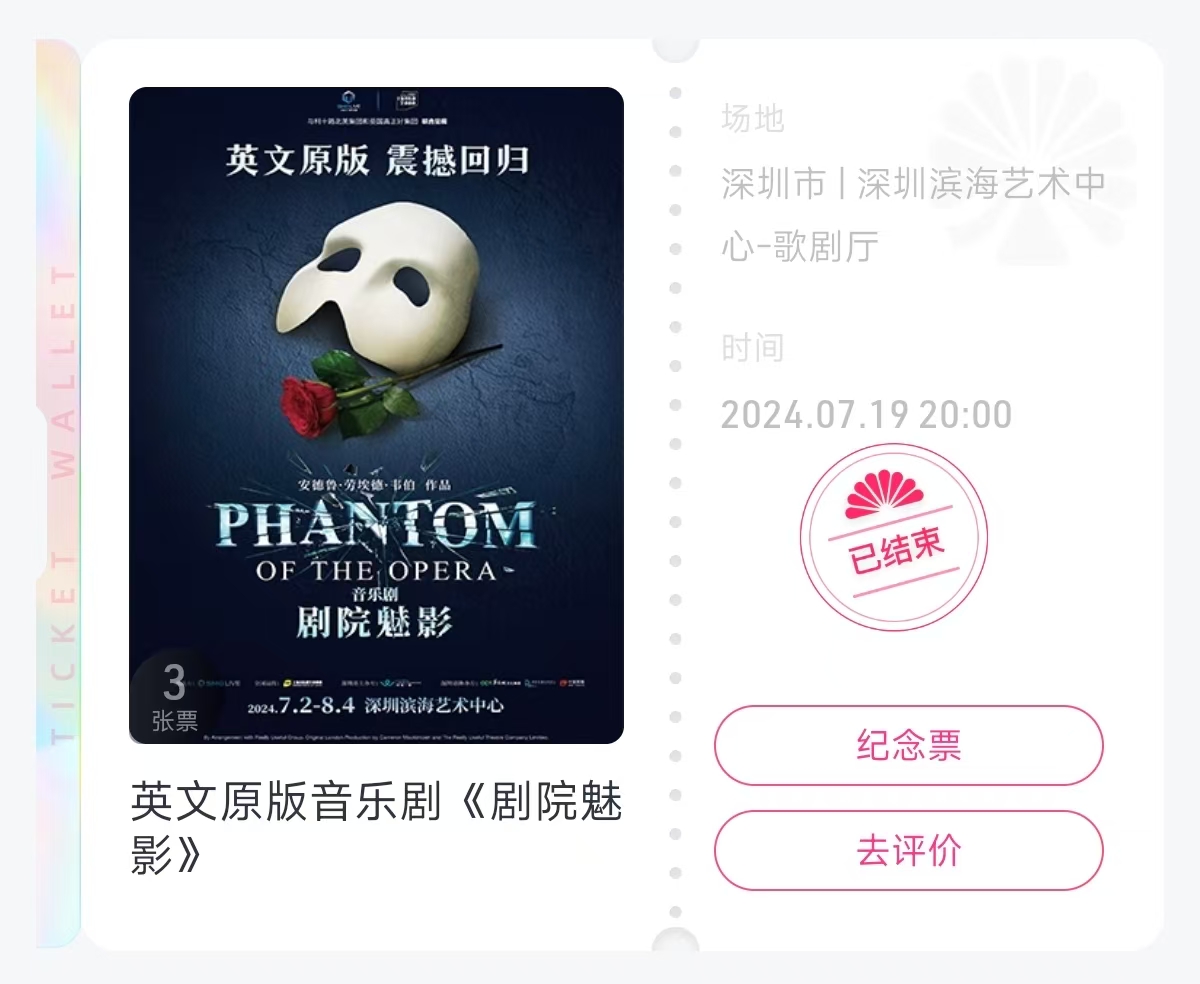 英文原版 震撼回归
安德鲁·劳埃德·韦伯 作品
PHANTOM
OF THE OPERA
音乐剧
剧院魅影
2024.7.2-8.4 深圳滨海艺术中心
3
张票
英文原版音乐剧《剧院魅
影》
TICKET WALLET
场地
深圳市 | 深圳滨海艺术中
心-歌剧厅
时间
2024.07.19 20:00
已结束
纪念票
去评价